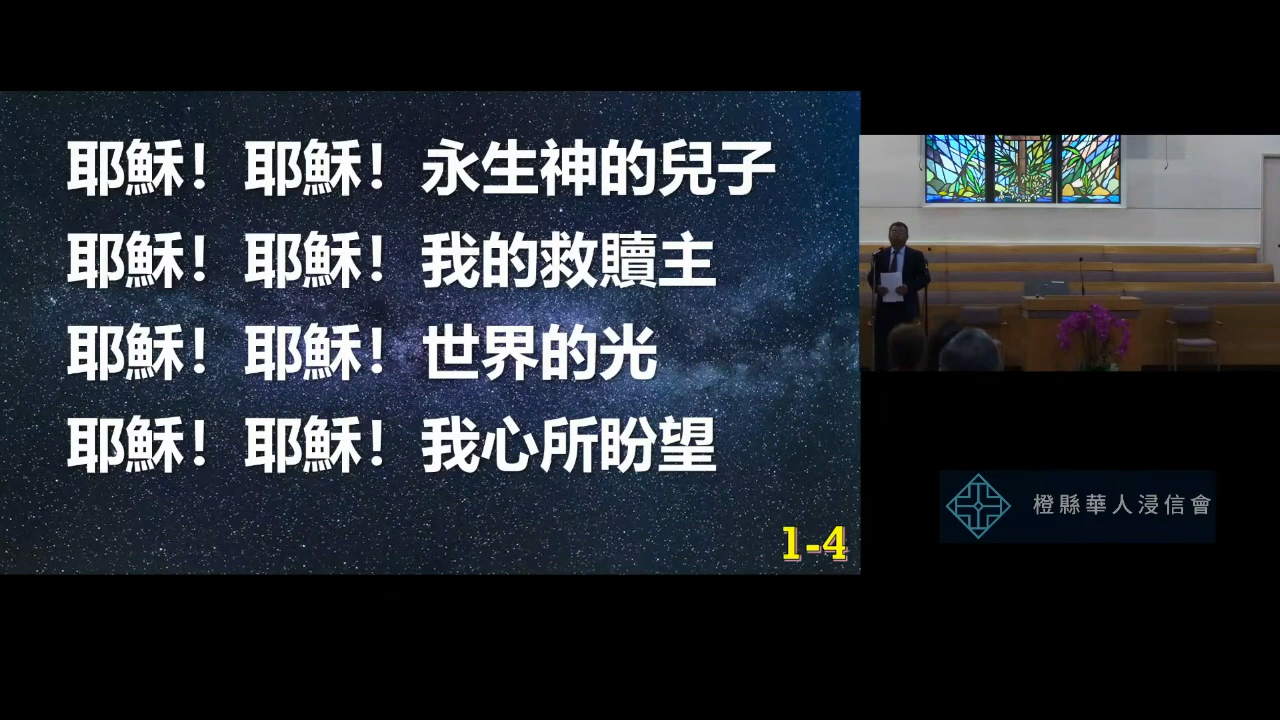 耶穌！耶穌！永生神的兒子
耶穌！耶穌！我的救贖主
耶穌！耶穌！世界的光
耶穌！耶穌！我心所盼望
1-4
橙縣華人浸信會